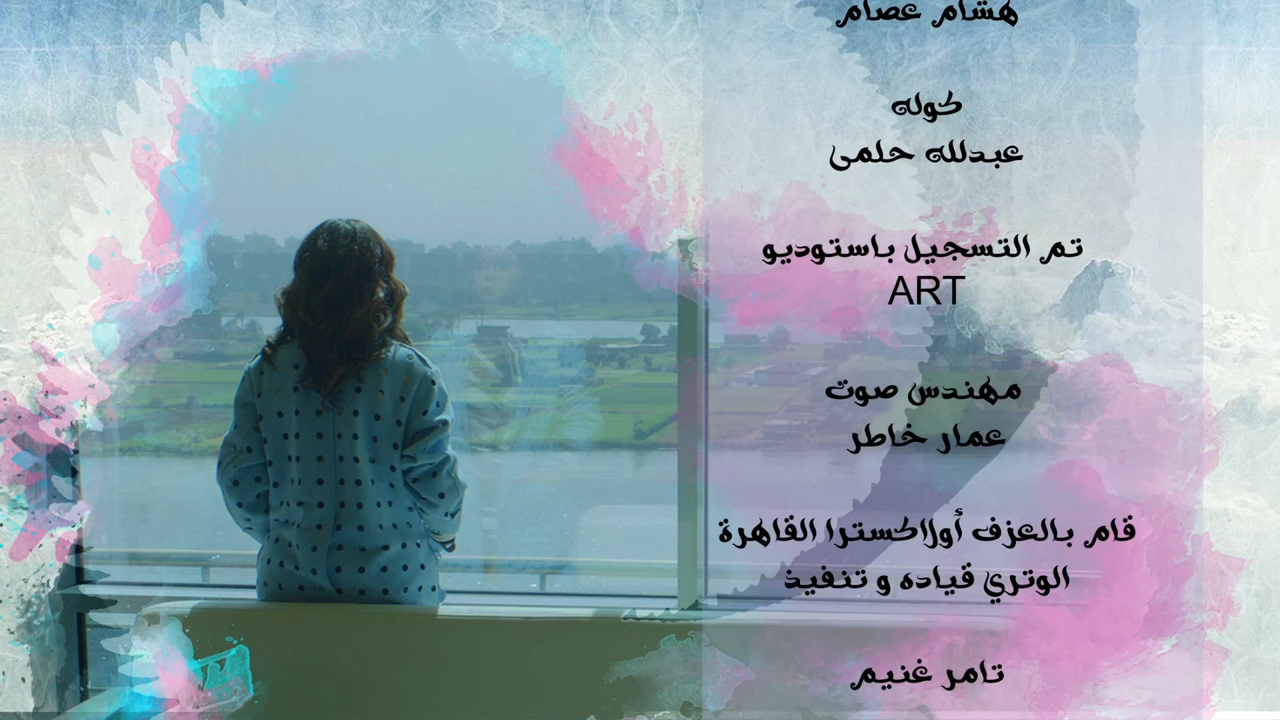 هشام عصام
كوله
عبدلله حلمى
تم التسجيل باستوديو
ART
مهندس صوت
عمار خاطر
قام بالعزف أولاكسترا القاهرة
الوتري قياده و تنفيذ
تامر غنيم